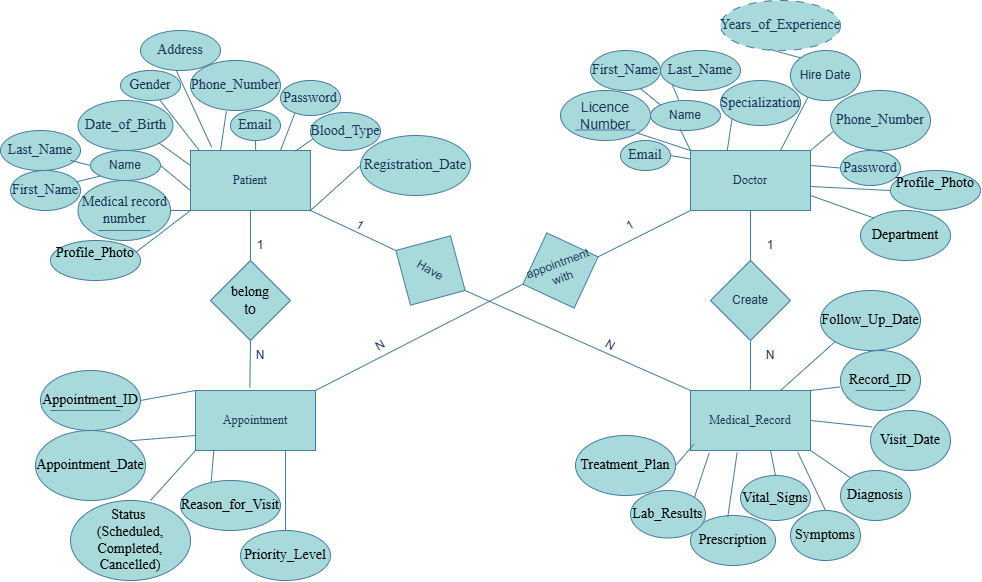 Years_of_Experience
Address
First_Name
Last_Name
Hire Date
Gender
Phone_Number
Password
Licence
Number
Name
Specialization
Date_of_Birth
Email
Blood_Type
Phone_Number
Last_Name
Name
Registration_Date
Email
Password
First_Name
Patient
Doctor
Profile_Photo
Medical record
number
Department
Profile_Photo
1
1
1
1
Have
appointment
with
belong
to
Create
Follow_Up_Date
N
N
N
N
Appointment_ID
Record_ID
Appointment
Medical_Record
Visit_Date
Appointment_Date
Treatment_Plan
Reason_for_Visit
Vital_Signs
Diagnosis
Status
(Scheduled,
Completed,
Cancelled)
Lab_Results
Prescription
Symptoms
Priority_Level